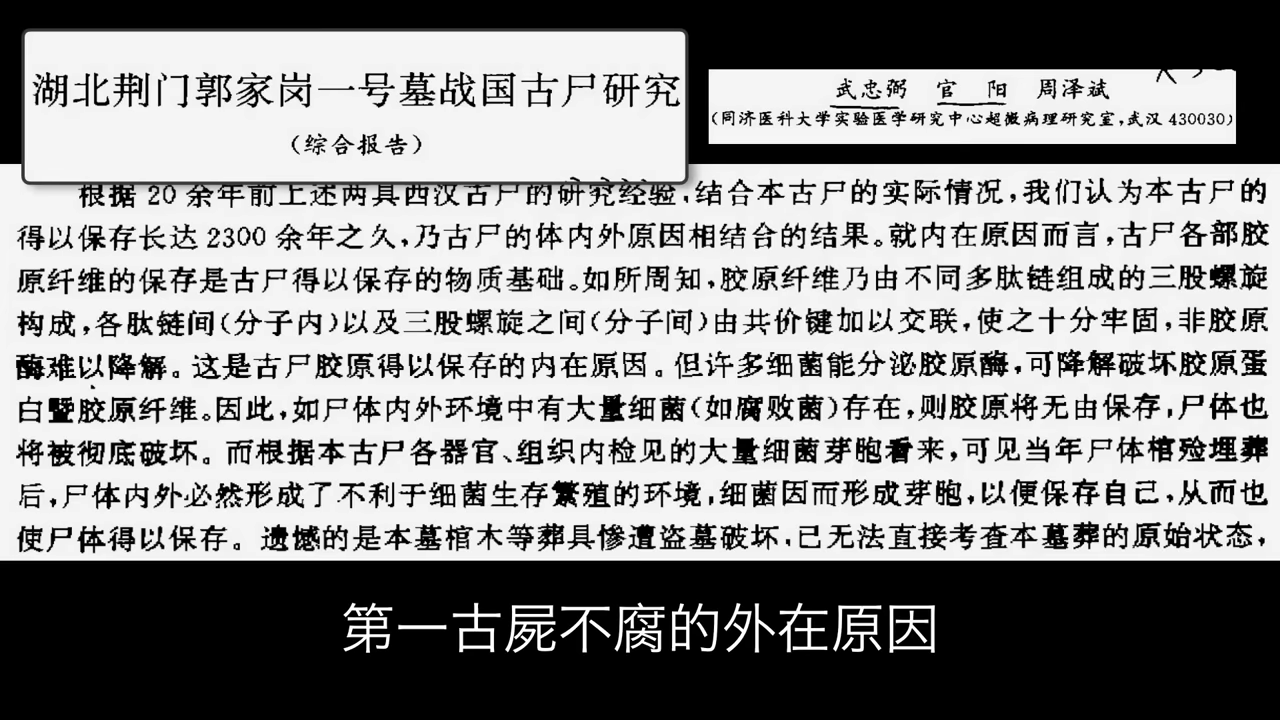 湖北荆门郭家岗一号墓战国古尸研究
(综合报告)
武忠弼 官阳 周泽斌
(同济医科大学实验医学研究中心超微病理研究室,武汉 430030)
根据 20 余年前上述两具西汉古尸的研究经验,结合本古尸的实际情况,我们认为本古尸的
得以保存长达 2300 余年之久,乃古尸的体内外原因相结合的结果。就内在原因而言,古尸各部胶
原纤维的保存是古尸得以保存的物质基础。如所周知,胶原纤维乃由不同多肽链组成的三股螺旋
构成,各肽链间(分子内)以及三股螺旋之间(分子间)由共价键加以交联,使之十分牢固,非胶原
酶难以降解。这是古尸胶原得以保存的内在原因。但许多细菌能分泌胶原酶,可降解破坏胶原蛋
白暨胶原纤维。因此,如尸体内外环境中有大量细菌(如腐败菌)存在,则胶原将无由保存,尸体也
将被彻底破坏。而根据本古尸各器官、组织内检见的大量细菌芽胞看来,可见当年尸体棺殓埋葬
后,尸体内外必然形成了不利于细菌生存繁殖的环境,细菌因而形成芽胞,以便保存自己,从而也
使尸体得以保存。遗憾的是本墓棺木等葬具惨遭盗墓破坏,已无法直接考查本墓葬的原始状态,
第一古屍不腐的外在原因